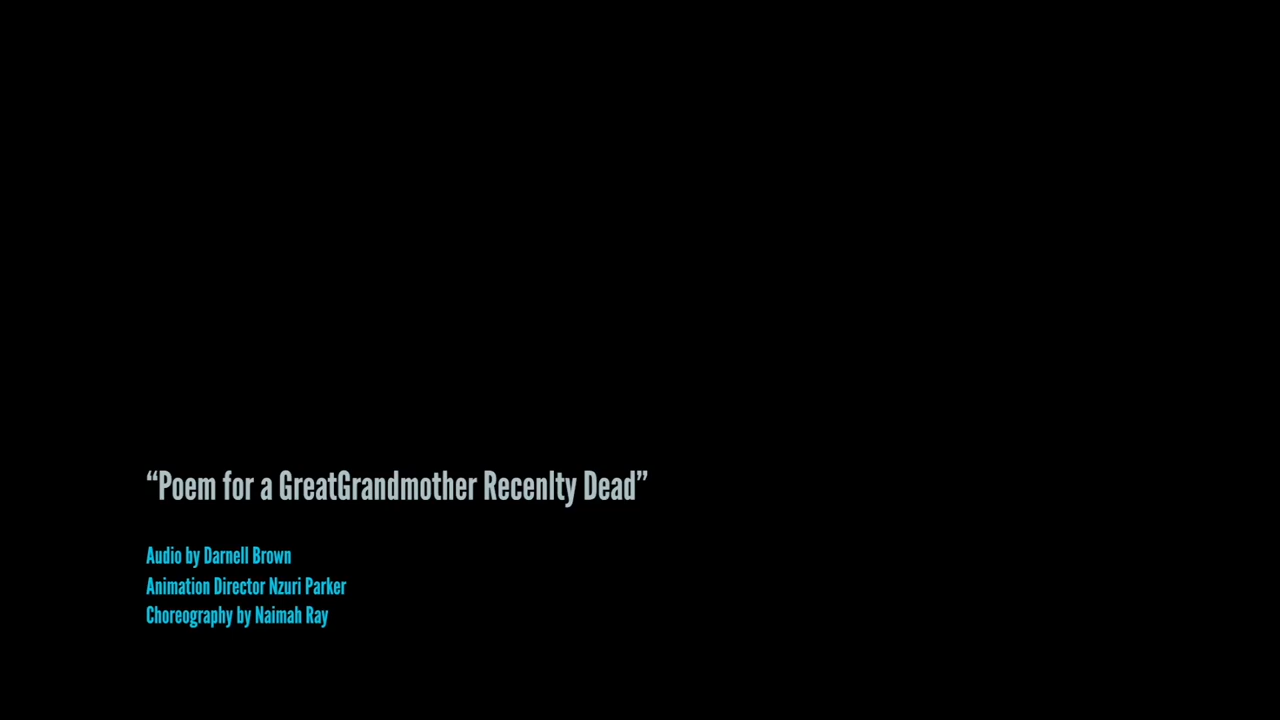 “Poem for a GreatGrandmother Recenlty Dead”
Audio by Darnell Brown
Animation Director Nzuri Parker
Choreography by Naimah Ray